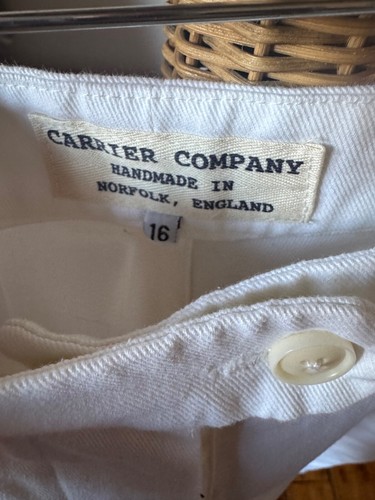 CARRIER COMPANY
HANDMADE IN
NORFOLK, ENGLAND
16